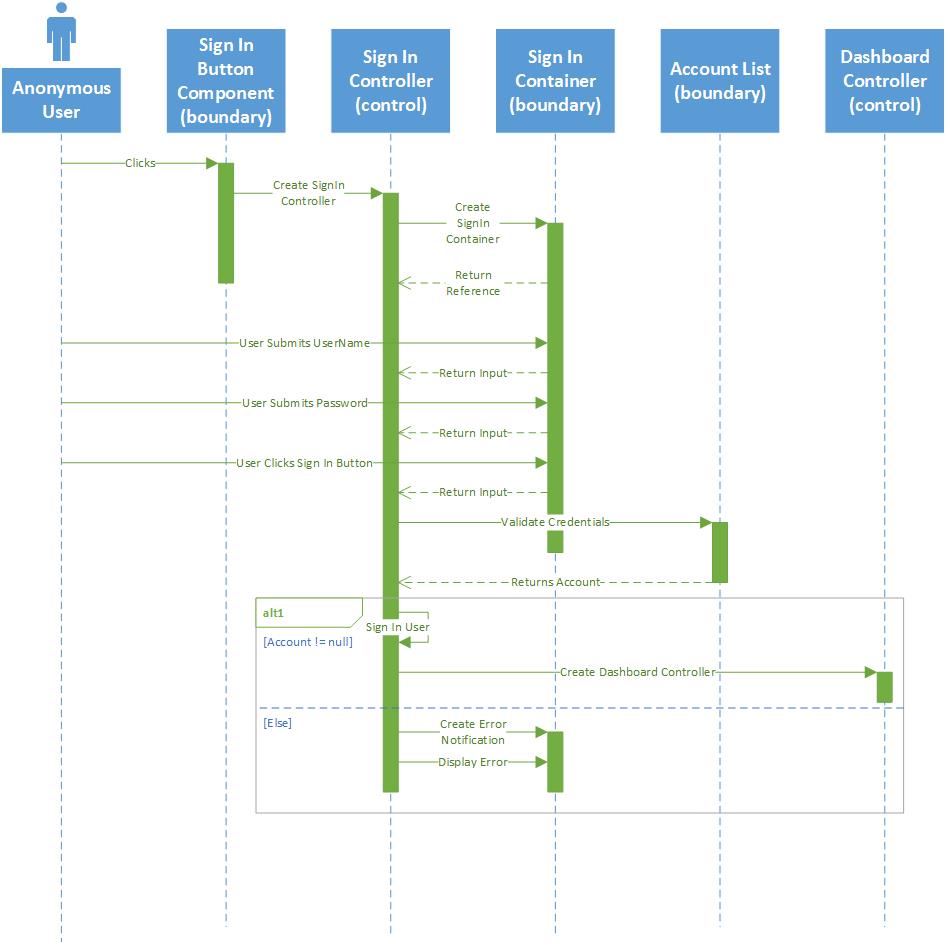 Anonymous
User
Sign In
Button
Component
(boundary)
Sign In
Controller
(control)
Sign In
Container
(boundary)
Account List
(boundary)
Dashboard
Controller
(control)
Clicks
Create SignIn
Controller
Create
SignIn
Container
Return
Reference
User Submits UserName
Return Input
User Submits Password
Return Input
User Clicks Sign In Button
Return Input
Validate Credentials
Returns Account
alt1
Sign In User
[Account != null]
Create Dashboard Controller
[Else]
Create Error
Notification
Display Error